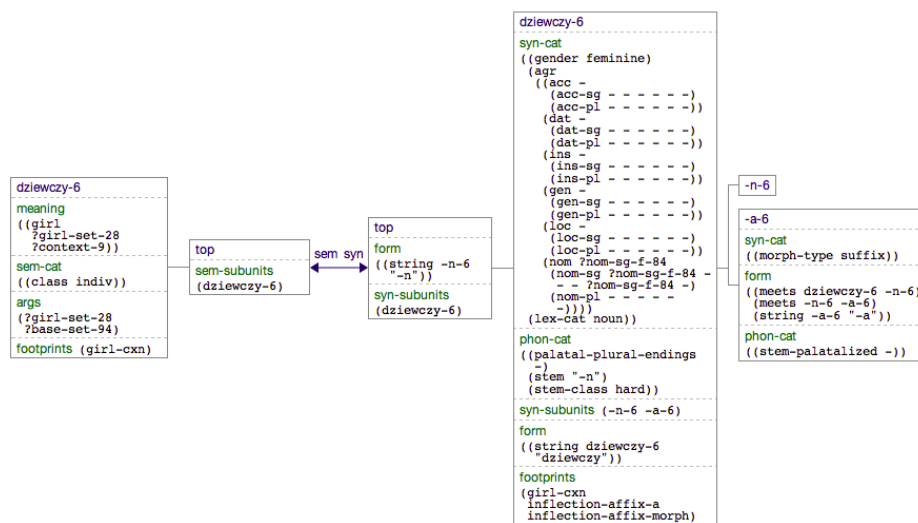 dziewczy-6
meaning
((girl
?girl-set-28
?context-9))
sem-cat
((class indiv))
args
(?girl-set-28
?base-set-94)
footprints (girl-cxn)
top
sem-subunits
(dziewczy-6)
sem syn
top
form
((string -n-6
"-n"))
syn-subunits
(dziewczy-6)
dziewczy-6
syn-cat
((gender feminine)
(agr
((acc -
(acc-sg - - - - - -)
(acc-pl - - - - - -))
(dat -
(dat-sg - - - - - -)
(dat-pl - - - - - -))
(ins -
(ins-sg - - - - - -)
(ins-pl - - - - - -))
(gen -
(gen-sg - - - - - -)
(gen-pl - - - - - -))
(loc -
(loc-sg - - - - - -)
(loc-pl - - - - - -))
(nom ?nom-sg-f-84
(nom-sg ?nom-sg-f-84 -
- - ?nom-sg-f-84 -)
(nom-pl - - - - -
-))))
(lex-cat noun))
phon-cat
((palatal-plural-endings
-)
(stem "-n")
(stem-class hard))
syn-subunits (-n-6 -a-6)
form
((string dziewczy-6
"dziewczy"))
footprints
(girl-cxn
inflection-affix-a
inflection-affix-morph)
-n-6
-a-6
syn-cat
((morph-type suffix))
form
((meets dziewczy-6 -n-6)
(meets -n-6 -a-6)
(string -a-6 "-a"))
phon-cat
((stem-palatalized -))